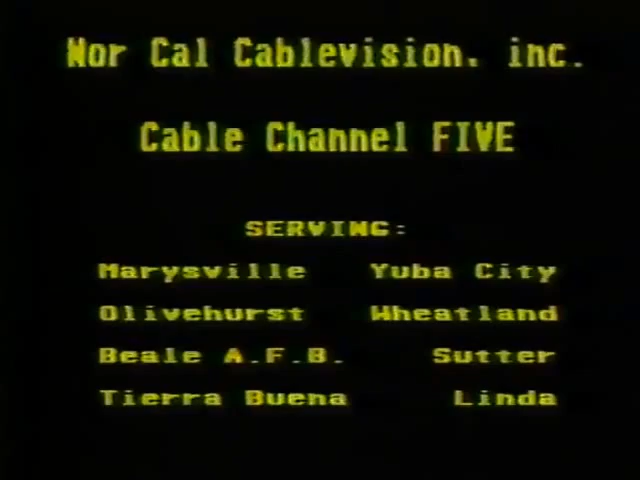 Nor Cal Cablevision, inc.
Cable Channel FIVE
SERVING:
Marysville Yuba City
Olivehurst Wheatland
Beale A.F.B. Sutter
Tierra Buena Linda